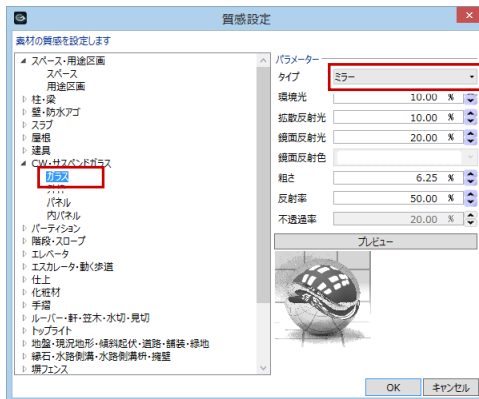 質感設定
素材の質感を設定します
スペース・用途区画
スペース
用途区画
柱・梁
壁・防水アゴ
スラブ
屋根
建具
CW・サスペンドガラス
ガラス
パネル
内パネル
パーティション
階段・スロープ
エレベータ
エスカレータ・動く歩道
仕上
化粧材
手摺
ルーバー・軒・笠木・水切・見切
トップライト
地盤・現況地形・傾斜起伏・道路・舗装・緑地
縁石・水路側溝・水路側溝桝・擁壁
塀フェンス
パラメーター
タイプ ミラー
環境光 10.00 %
拡散反射光 10.00 %
鏡面反射光 20.00 %
鏡面反射色
粗さ 6.25 %
反射率 50.00 %
不透過率 20.00 %
プレビュー
OK キャンセル